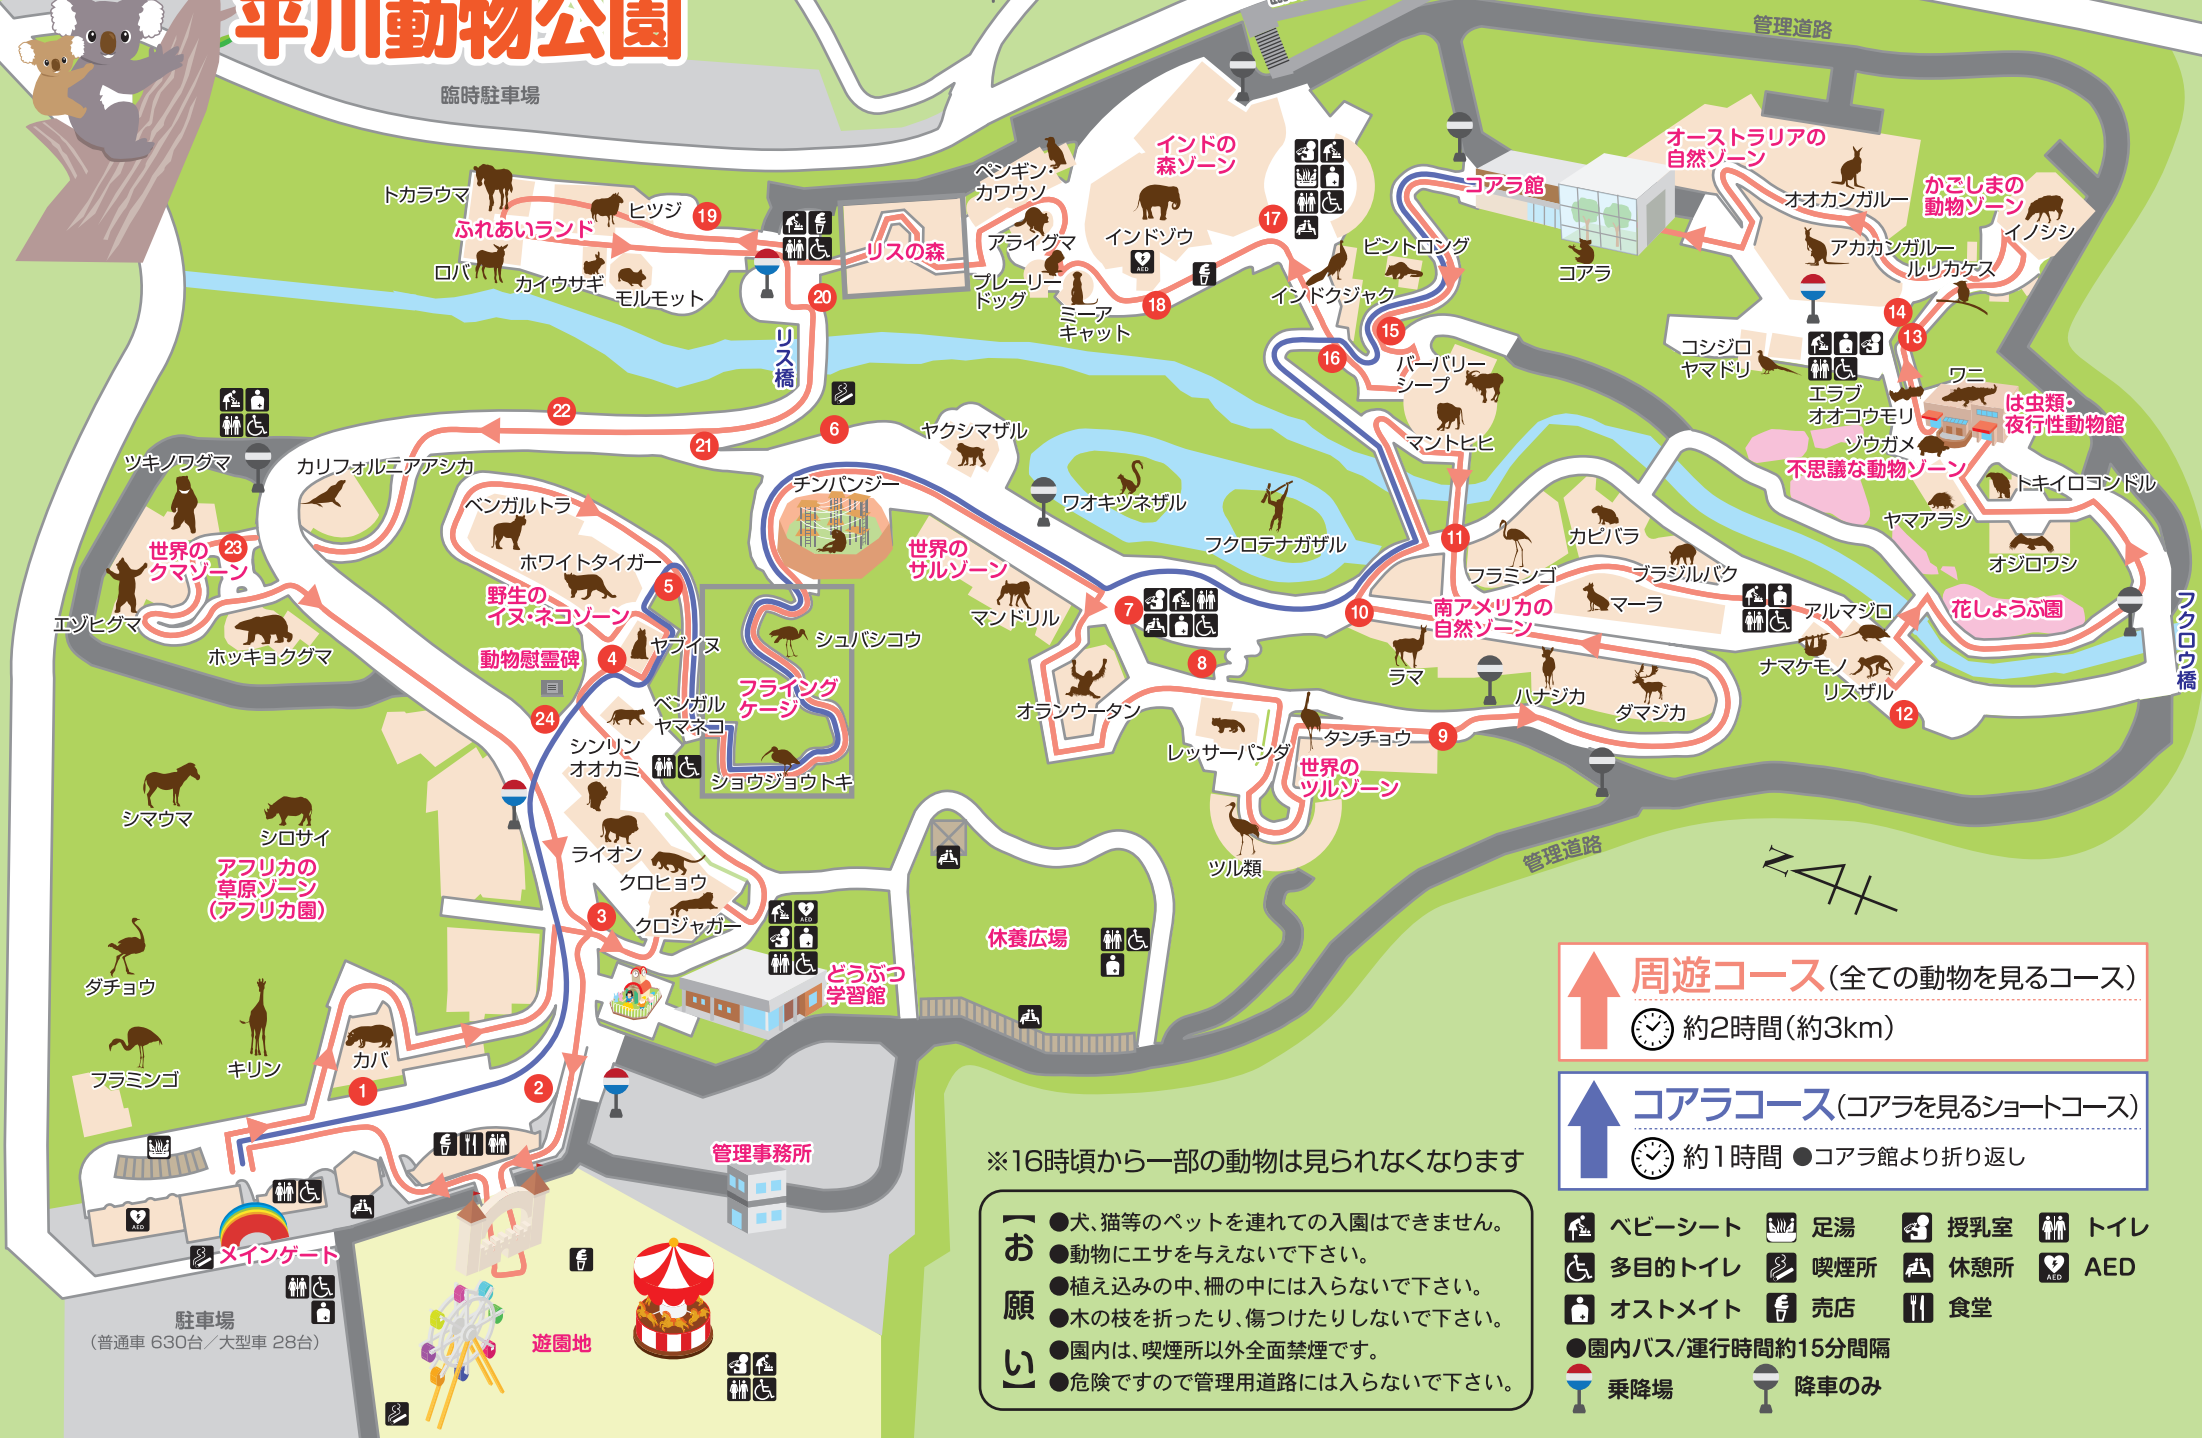 平川動物公園
臨時駐車場
管理道路
トカラウマ
ヒツジ
19
ふれあいランド
ロバ
カイウサギ
モルモット
リスの森
20
リス橋
ペンギン・
カワウソ
アライグマ
プレーリー
ドッグ
ミーア
キャット
インドの
森ゾーン
インドゾウ
AED
17
18
インドクジャク
ビントロング
コアラ館
コアラ
オーストラリアの
自然ゾーン
オオカンガルー
アカカンガルー
かごしまの
動物ゾーン
イノシシ
ルリカケス
14
13
コシジロ
ヤマドリ
エラブ
オオコウモリ
ワニ
は虫類・
夜行性動物館
ゾウガメ
不思議な動物ゾーン
トキイロコンドル
ヤマアラシ
オジロワシ
花しょうぶ園
フクロウ橋
15
16
バーバリー
シープ
マントヒヒ
22
21
6
ヤクシマザル
ワオキツネザル
フクロテナガザル
11
フラミンゴ
カピバラ
ブラジルバク
マーラ
アルマジロ
ナマケモノ
リスザル
12
10
南アメリカの
自然ゾーン
ラマ
ハナジカ
ダマジカ
ツキノワグマ
カリフォルニアアシカ
世界の
クマゾーン
23
エゾヒグマ
ホッキョクグマ
ベンガルトラ
ホワイトタイガー
5
野生の
イヌ・ネコゾーン
ヤブイヌ
4
動物慰霊碑
24
ベンガル
ヤマネコ
シンリン
オオカミ
チンパンジー
シュバシコウ
フライング
ケージ
ショウジョウトキ
世界の
サルゾーン
マンドリル
7
8
オランウータン
レッサーパンダ
タンチョウ
9
世界の
ツルゾーン
ツル類
管理道路
シマウマ
シロサイ
アフリカの
草原ゾーン
(アフリカ園)
ダチョウ
フラミンゴ
キリン
カバ
1
2
3
ライオン
クロヒョウ
クロジャガー
AED
どうぶつ
学習館
休養広場
管理事務所
AED
メインゲート
駐車場
(普通車 630台／大型車 28台)
遊園地
N
周遊コース(全ての動物を見るコース)
約2時間(約3km)
コアラコース(コアラを見るショートコース)
約1時間 ●コアラ館より折り返し
※16時頃から一部の動物は見られなくなります
【お願い】
●犬、猫等のペットを連れての入園はできません。
●動物にエサを与えないで下さい。
●植え込みの中、柵の中には入らないで下さい。
●木の枝を折ったり、傷つけたりしないで下さい。
●園内は、喫煙所以外全面禁煙です。
●危険ですので管理用道路には入らないで下さい。
ベビーシート 足湯 授乳室 トイレ
多目的トイレ 喫煙所 休憩所 AED AED
オストメイト 売店 食堂
●園内バス/運行時間約15分間隔
乗降場 降車のみ